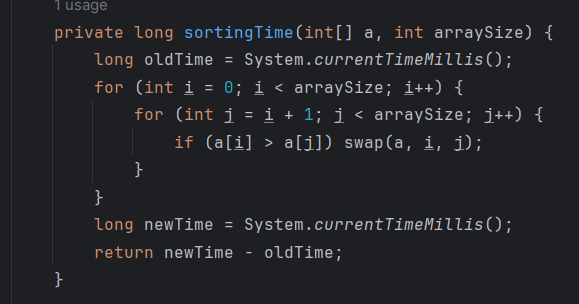 1 usage
private long sortingTime(int[] a, int arraySize) {
    long oldTime = System.currentTimeMillis();
    for (int i = 0; i < arraySize; i++) {
        for (int j = i + 1; j < arraySize; j++) {
            if (a[i] > a[j]) swap(a, i, j);
        }
    }
    long newTime = System.currentTimeMillis();
    return newTime - oldTime;
}